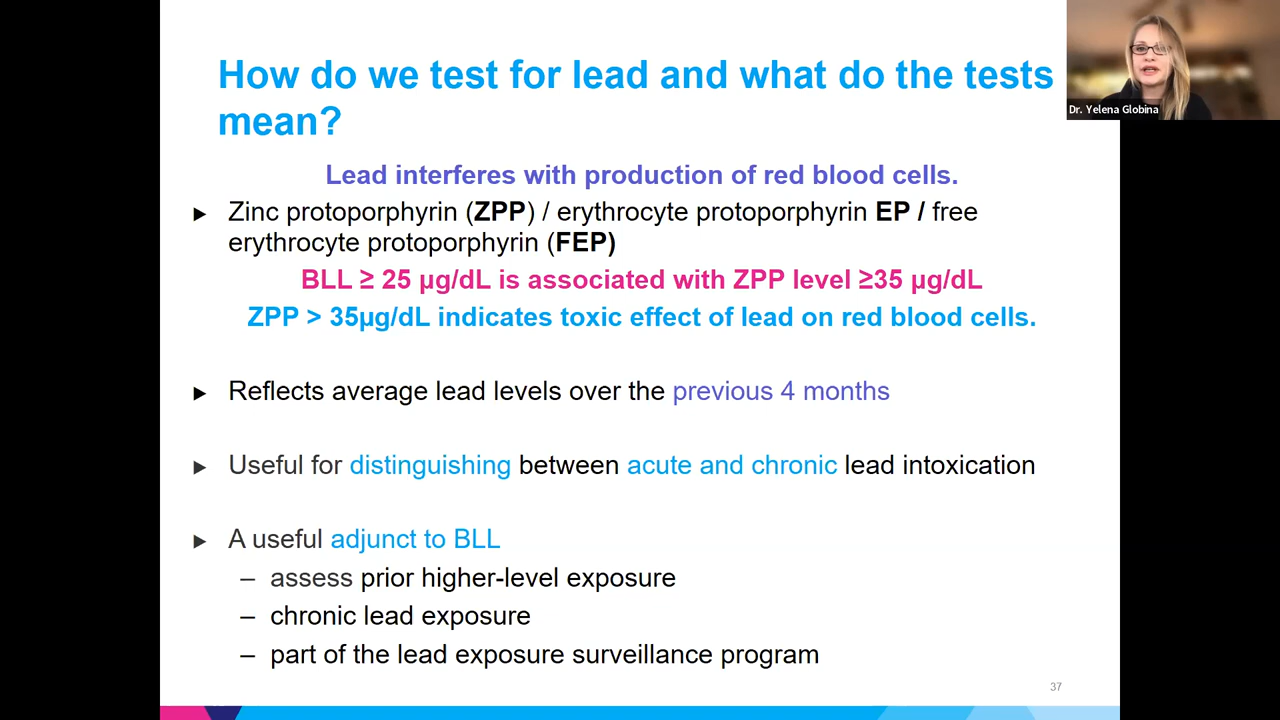 How do we test for lead and what do the tests
mean?
Lead interferes with production of red blood cells.
Zinc protoporphyrin (ZPP) / erythrocyte protoporphyrin EP / free
erythrocyte protoporphyrin (FEP)
BLL ≥ 25 µg/dL is associated with ZPP level ≥35 µg/dL
ZPP > 35µg/dL indicates toxic effect of lead on red blood cells.
Reflects average lead levels over the previous 4 months
Useful for distinguishing between acute and chronic lead intoxication
A useful adjunct to BLL
– assess prior higher-level exposure
– chronic lead exposure
– part of the lead exposure surveillance program
37
Dr. Yelena Globina